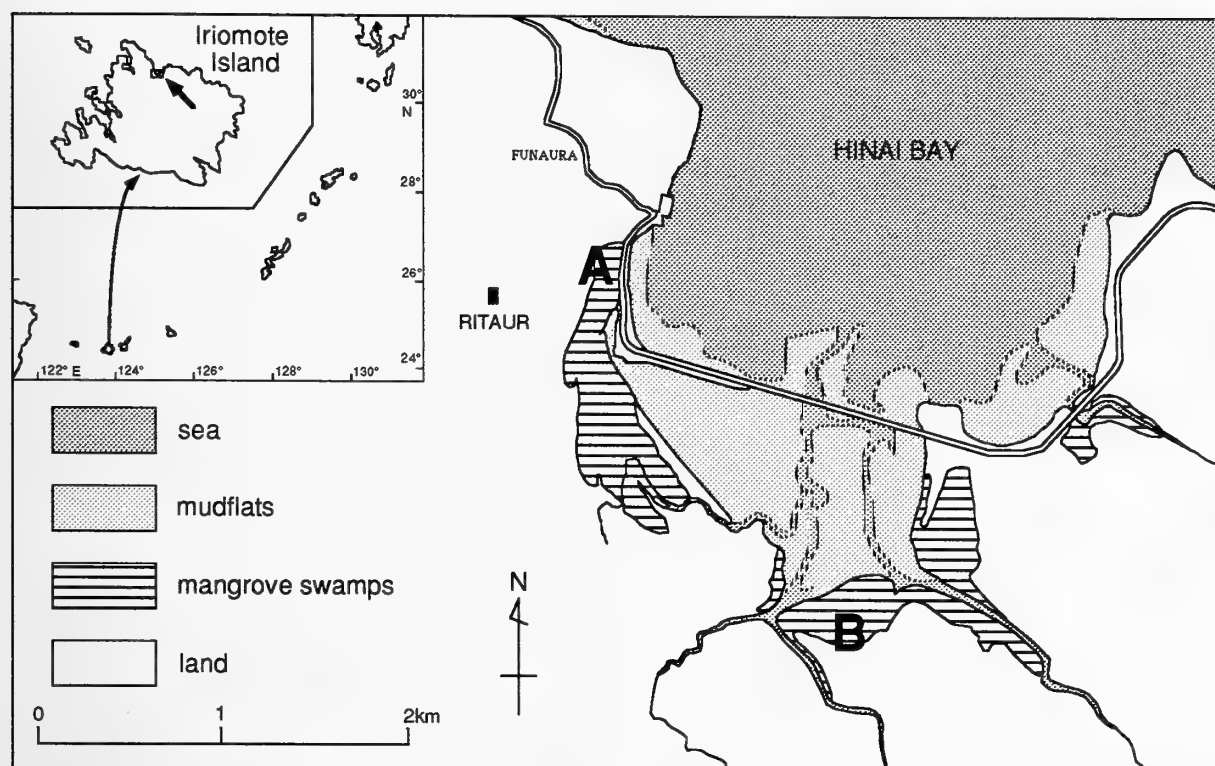 Iriomote
Island
30°
N
28°
26°
24°
122° E
124°
126°
128°
130°
FUNAURA
HINAI BAY
A
RITAUR
sea
mudflats
mangrove swamps
land
N
B
0
1
2km